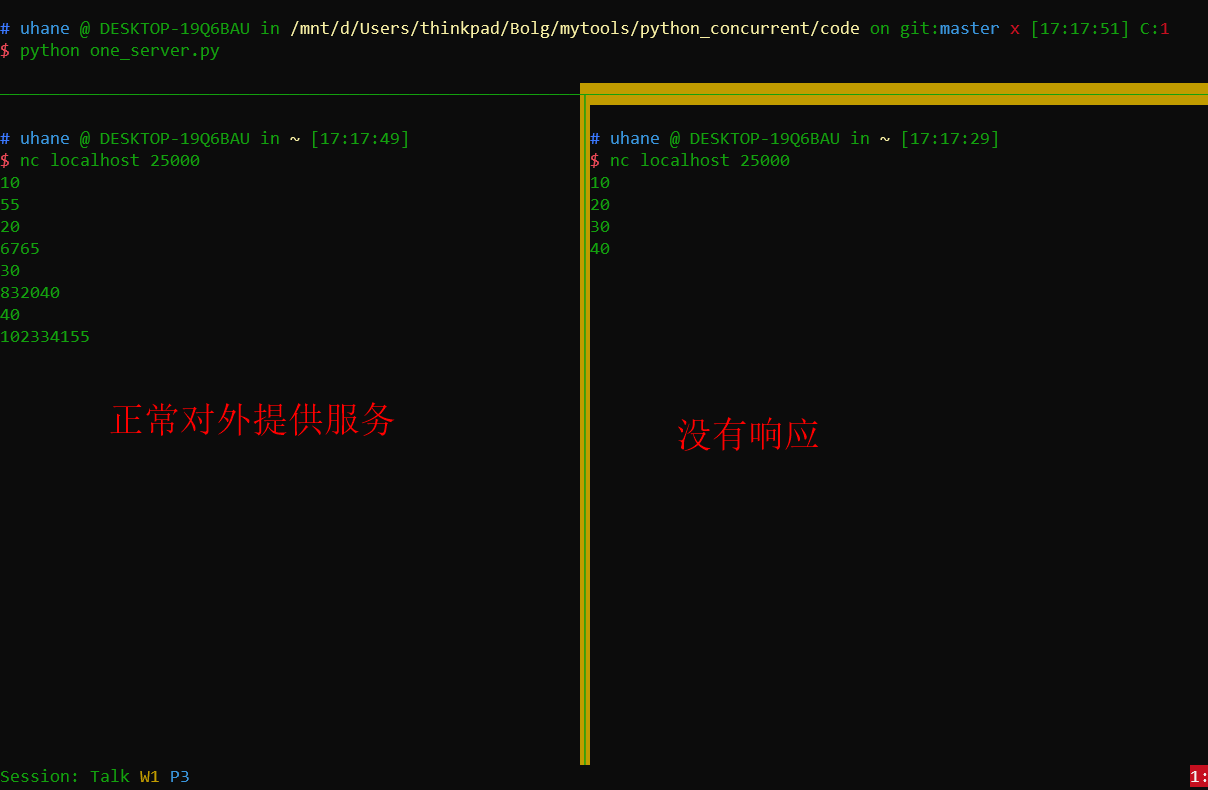 # uhane @ DESKTOP-19Q6BAU in /mnt/d/Users/thinkpad/Bolg/mytools/python_concurrent/code on git:master x [17:17:51] C:1
$ python one_server.py
# uhane @ DESKTOP-19Q6BAU in ~ [17:17:49]
$ nc localhost 25000
10
55
20
6765
30
832040
40
102334155
正常对外提供服务
# uhane @ DESKTOP-19Q6BAU in ~ [17:17:29]
$ nc localhost 25000
10
20
30
40
没有响应
Session: Talk W1 P3
1: